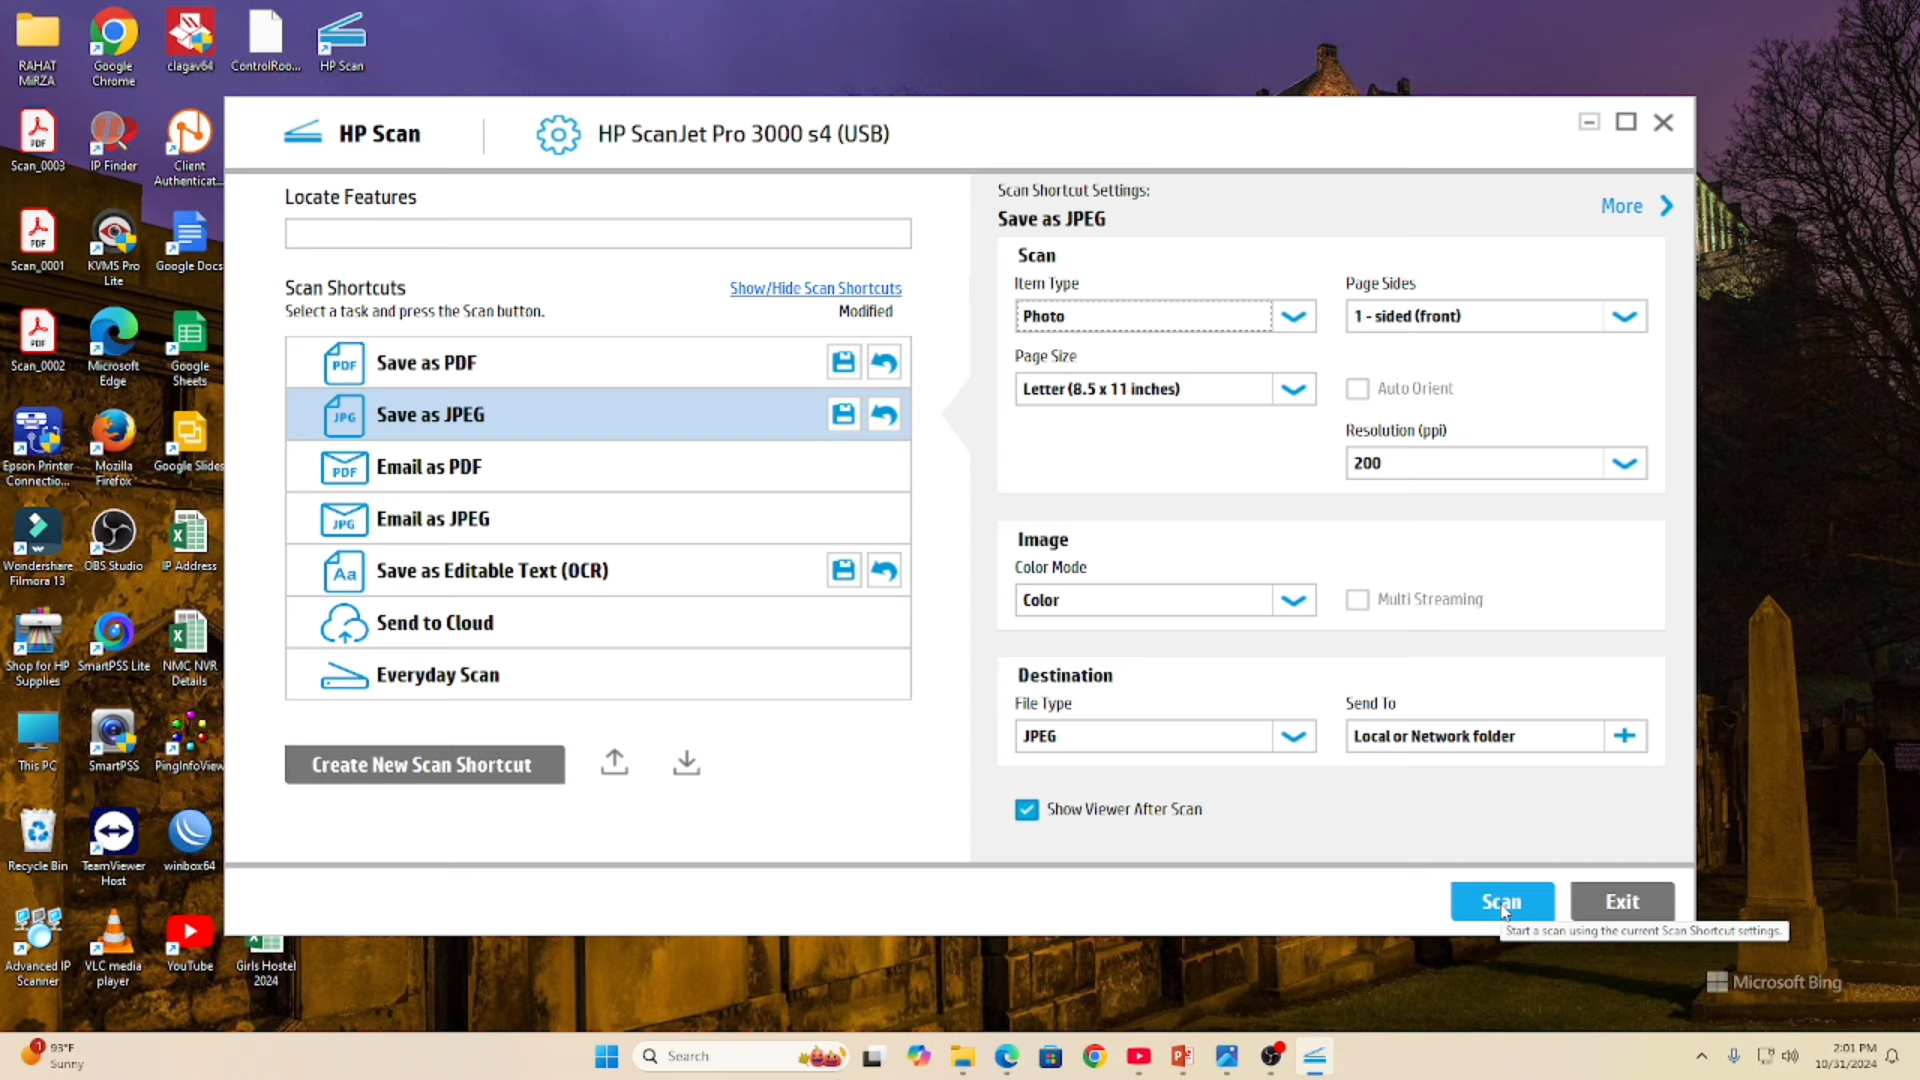 RAHAT
MiRZA
Google
Chrome
clagav64
ControlRoo...
HP Scan
PDF
Scan_0003
IP Finder
Client
Authenticat...
PDF
Scan_0001
KVMS Pro
Lite
Google Docs
PDF
Scan_0002
Microsoft
Edge
Google
Sheets
Epson Printer
Connectio...
Mozilla
Firefox
Google Slides
Wondershare
Filmora 13
OBS Studio
IP Address
Shop for HP
Supplies
SmartPSS Lite
NMC NVR
Details
This PC
SmartPSS
PingInfoView
Recycle Bin
TeamViewer
Host
winbox64
Advanced IP
Scanner
VLC media
player
YouTube
Girls Hostel
2024
HP Scan
HP ScanJet Pro 3000 s4 (USB)
Locate Features
Scan Shortcuts
Show/Hide Scan Shortcuts
Select a task and press the Scan button.
Modified
PDF
Save as PDF
JPG
Save as JPEG
PDF
Email as PDF
JPG
Email as JPEG
Aa
Save as Editable Text (OCR)
Send to Cloud
Everyday Scan
Create New Scan Shortcut
Scan Shortcut Settings:
More
Save as JPEG
Scan
Item Type
Page Sides
Photo
1 - sided (front)
Page Size
Letter (8.5 x 11 inches)
Auto Orient
Resolution (ppi)
200
Image
Color Mode
Color
Multi Streaming
Destination
File Type
Send To
JPEG
Local or Network folder
Show Viewer After Scan
Scan
Exit
Start a scan using the current Scan Shortcut settings.
Microsoft Bing
1
93°F
Sunny
Search
2:01 PM
10/31/2024